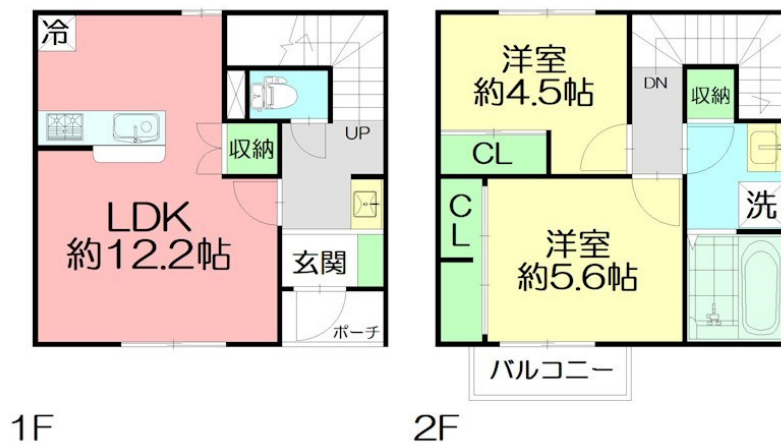 冷
UP
収納
LDK
約12.2帖
玄関
ポーチ
1F
洋室
約4.5帖
DN
収納
CL
CL
洗
洋室
約5.6帖
バルコニー
2F